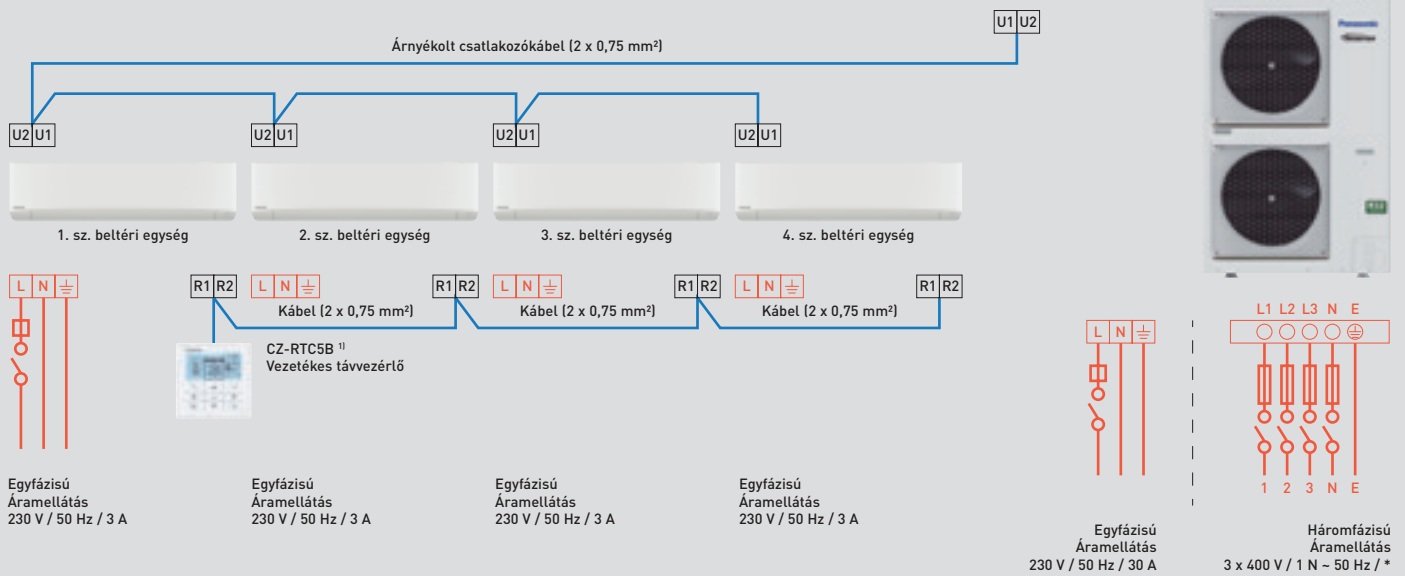 U1 U2
Árnyékolt csatlakozókábel (2 x 0,75 mm²)
Panasonic
U2 U1
U2 U1
U2 U1
U2 U1
1. sz. beltéri egység
2. sz. beltéri egység
3. sz. beltéri egység
4. sz. beltéri egység
L N
R1 R2
L N
R1 R2
L N
R1 R2
L N
R1 R2
Kábel (2 x 0,75 mm²)
Kábel (2 x 0,75 mm²)
Kábel (2 x 0,75 mm²)
CZ-RTC5B ¹⁾
Vezetékes távvezérlő
L N
L1 L2 L3 N E
1 2 3 N E
Egyfázisú
Áramellátás
230 V / 50 Hz / 3 A
Egyfázisú
Áramellátás
230 V / 50 Hz / 3 A
Egyfázisú
Áramellátás
230 V / 50 Hz / 3 A
Egyfázisú
Áramellátás
230 V / 50 Hz / 3 A
Egyfázisú
Áramellátás
230 V / 50 Hz / 30 A
Háromfázisú
Áramellátás
3 x 400 V / 1 N ~ 50 Hz / *